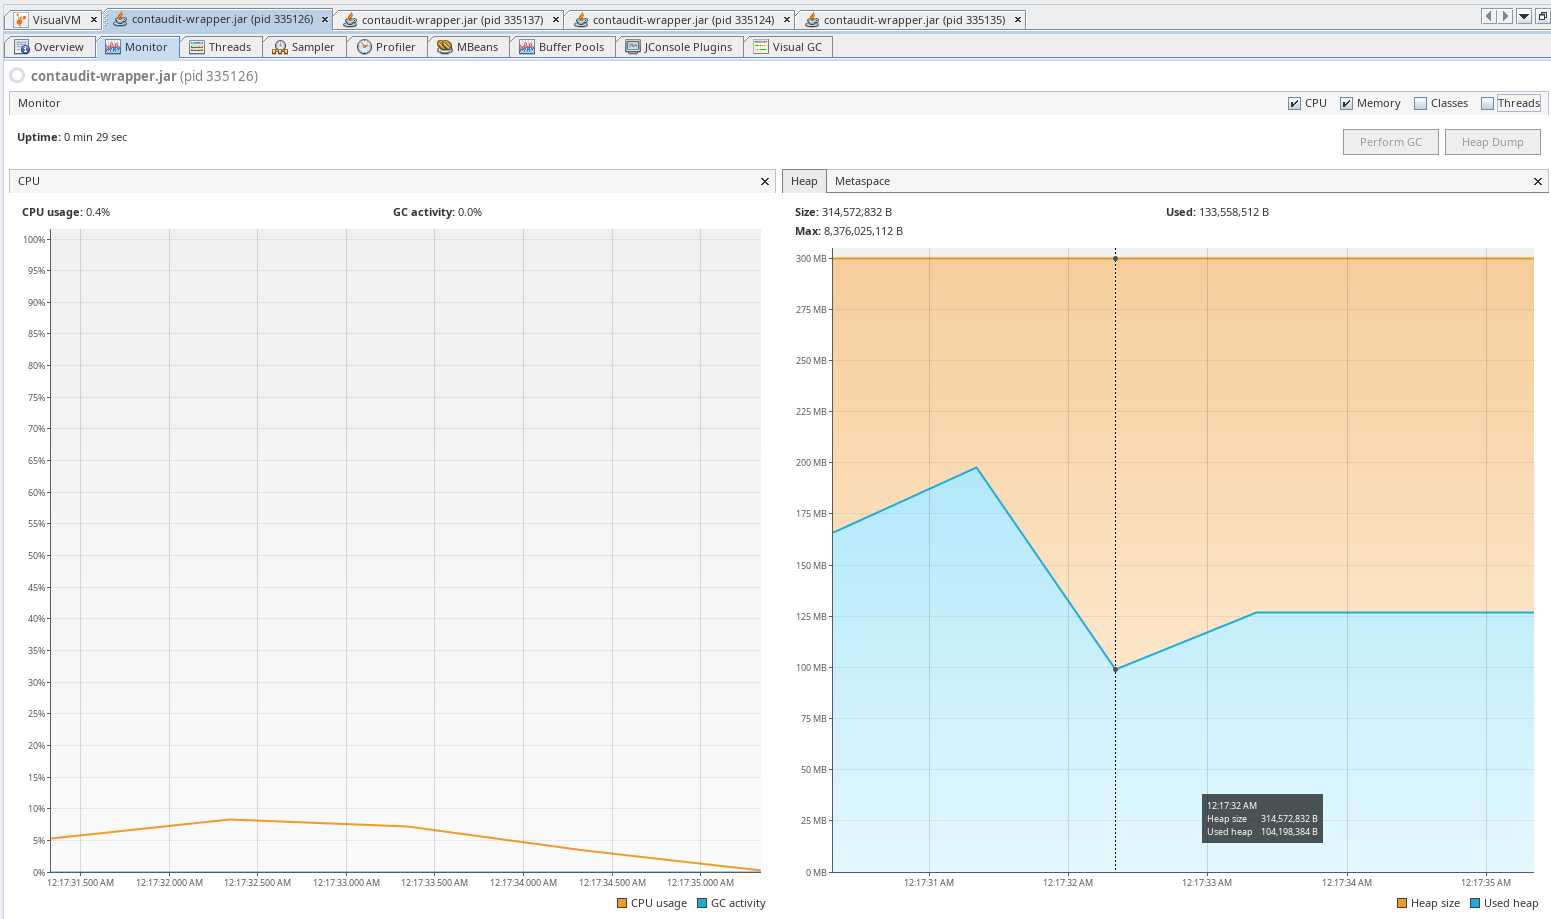 VisualVM × contaudit-wrapper.jar (pid 335126) × contaudit-wrapper.jar (pid 335137) × contaudit-wrapper.jar (pid 335124) × contaudit-wrapper.jar (pid 335135) ×
Overview Monitor Threads Sampler Profiler MBeans Buffer Pools JConsole Plugins Visual GC
contaudit-wrapper.jar (pid 335126)
Monitor CPU Memory Classes Threads
Uptime: 0 min 29 sec
Perform GC Heap Dump
CPU ×
CPU usage: 0.4% GC activity: 0.0%
100%
95%
90%
85%
80%
75%
70%
65%
60%
55%
50%
45%
40%
35%
30%
25%
20%
15%
10%
5%
0%
12:17:31.500 AM 12:17:32.000 AM 12:17:32.500 AM 12:17:33.000 AM 12:17:33.500 AM 12:17:34.000 AM 12:17:34.500 AM 12:17:35.000 AM
CPU usage GC activity
Heap Metaspace ×
Size: 314,572,832 B Used: 133,558,512 B
Max: 8,376,025,112 B
300 MB
275 MB
250 MB
225 MB
200 MB
175 MB
150 MB
125 MB
100 MB
75 MB
50 MB
25 MB
0 MB
12:17:32 AM
Heap size 314,572,832 B
Used heap 104,198,384 B
12:17:31 AM 12:17:32 AM 12:17:33 AM 12:17:34 AM 12:17:35 AM
Heap size Used heap